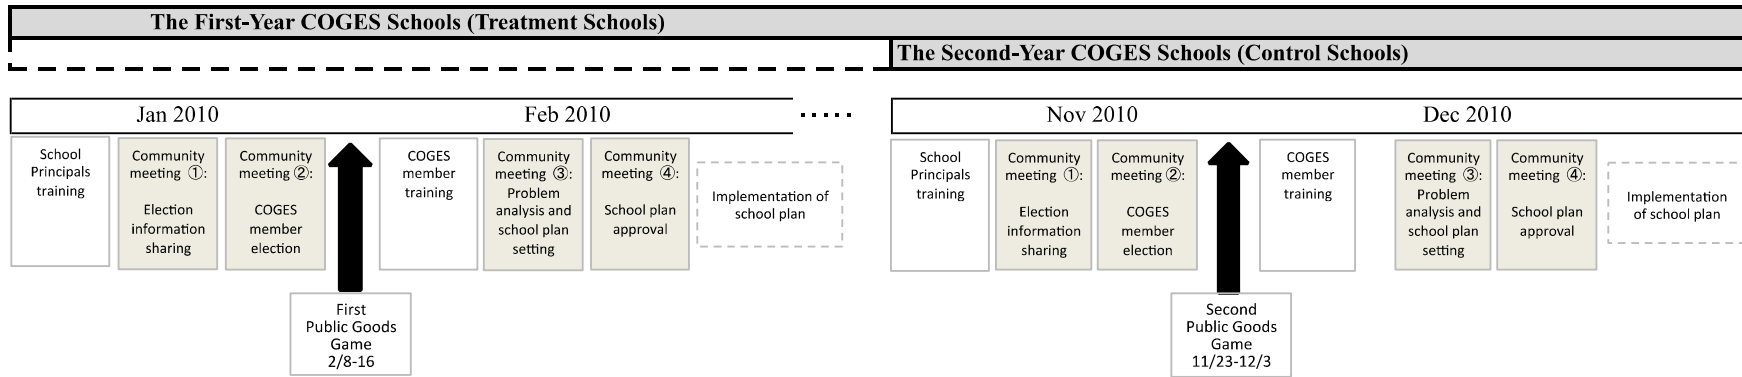 The First-Year COGES Schools (Treatment Schools)
The Second-Year COGES Schools (Control Schools)
Jan 2010
Feb 2010
......
Nov 2010
Dec 2010
School
Principals
training
Community
meeting ①:
Election
information
sharing
Community
meeting ②:
COGES
member
election
COGES
member
training
Community
meeting ③:
Problem
analysis and
school plan
setting
Community
meeting ④:
School plan
approval
Implementation of
school plan
First
Public Goods
Game
2/8-16
School
Principals
training
Community
meeting ①:
Election
information
sharing
Community
meeting ②:
COGES
member
election
COGES
member
training
Community
meeting ③:
Problem
analysis and
school plan
setting
Community
meeting ④:
School plan
approval
Implementation
of school plan
Second
Public Goods
Game
11/23-12/3